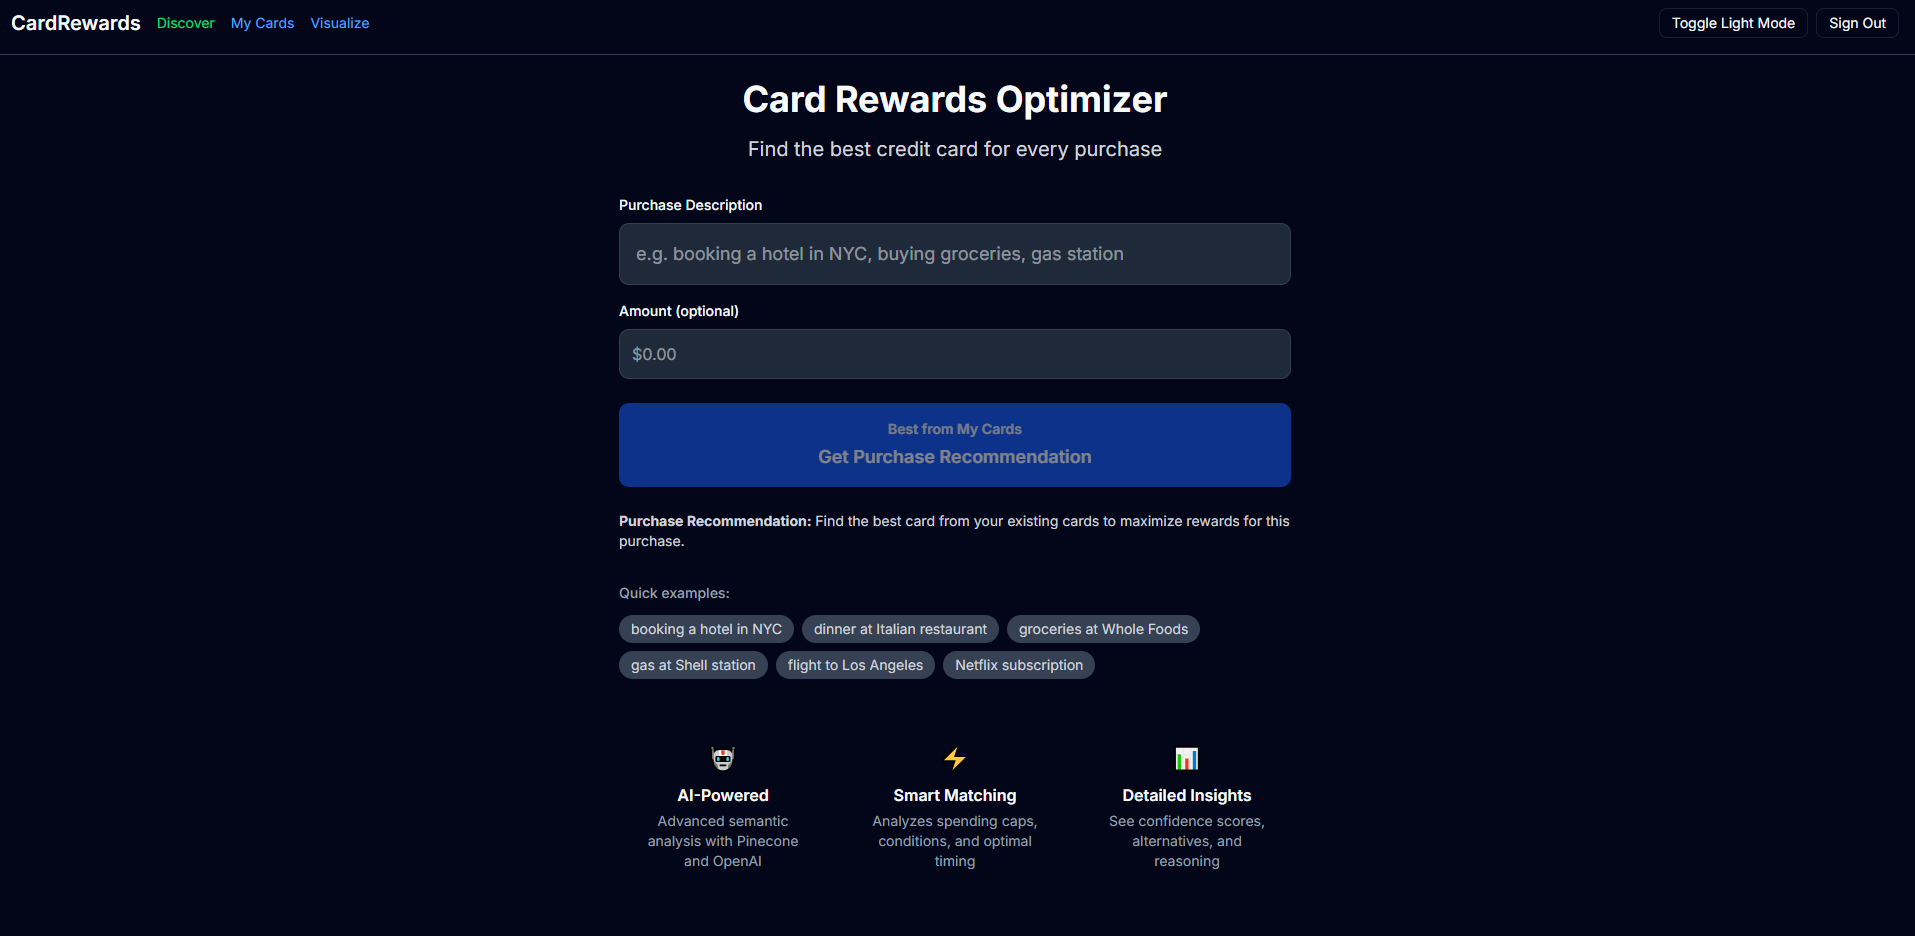 CardRewards Discover My Cards Visualize Toggle Light Mode Sign Out
Card Rewards Optimizer
Find the best credit card for every purchase
Purchase Description
e.g. booking a hotel in NYC, buying groceries, gas station
Amount (optional)
$0.00
Best from My Cards
Get Purchase Recommendation
Purchase Recommendation: Find the best card from your existing cards to maximize rewards for this
purchase.
Quick examples:
booking a hotel in NYC dinner at Italian restaurant groceries at Whole Foods
gas at Shell station flight to Los Angeles Netflix subscription
AI-Powered
Advanced semantic
analysis with Pinecone
and OpenAI
Smart Matching
Analyzes spending caps,
conditions, and optimal
timing
Detailed Insights
See confidence scores,
alternatives, and
reasoning